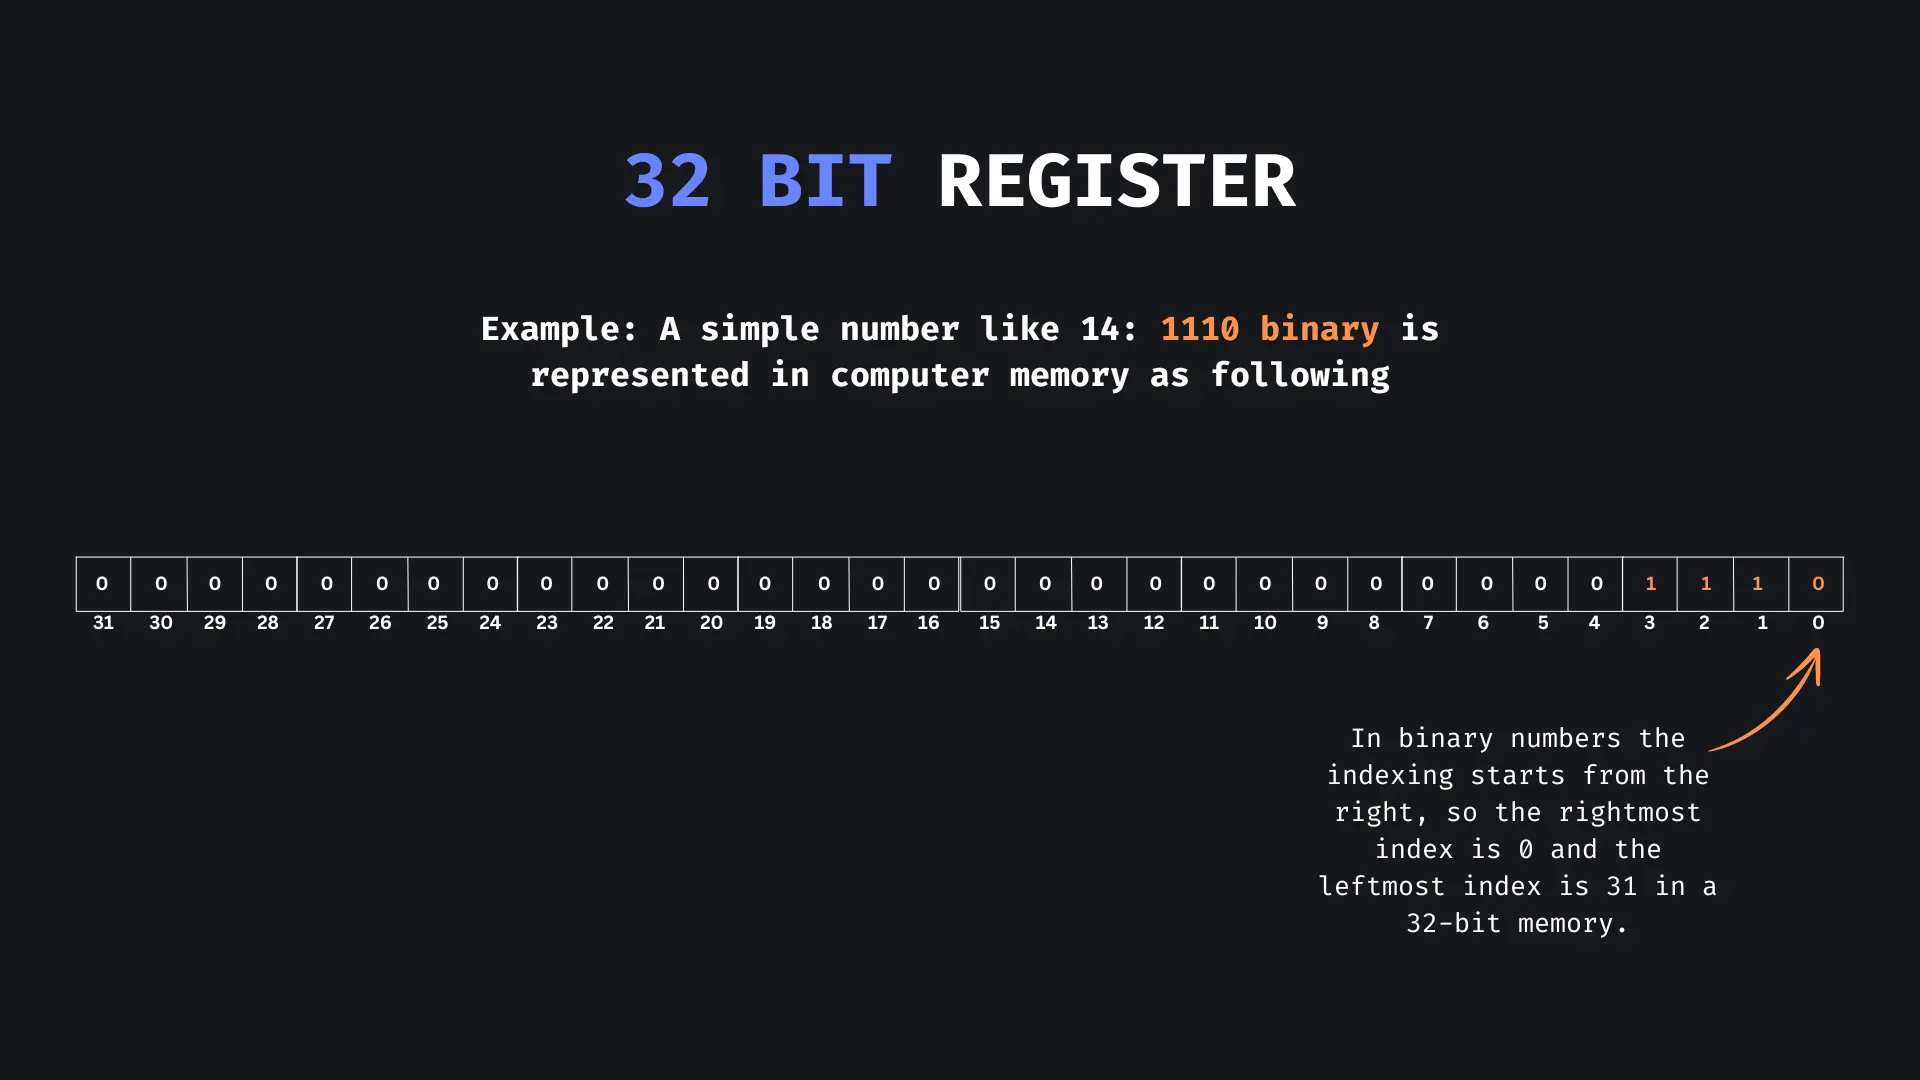 32 BIT REGISTER
Example: A simple number like 14: 1110 binary is
represented in computer memory as following
0 0 0 0 0 0 0 0 0 0 0 0 0 0 0 0 0 0 0 0 0 0 0 0 0 0 0 0 1 1 1 0
31 30 29 28 27 26 25 24 23 22 21 20 19 18 17 16 15 14 13 12 11 10 9 8 7 6 5 4 3 2 1 0
In binary numbers the
indexing starts from the
right, so the rightmost
index is 0 and the
leftmost index is 31 in a
32-bit memory.